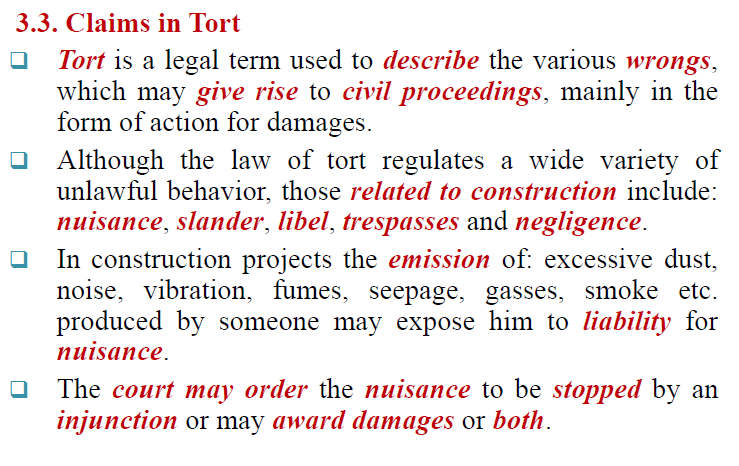 3.3. Claims in Tort
❑ Tort is a legal term used to describe the various wrongs,
which may give rise to civil proceedings, mainly in the
form of action for damages.
❑ Although the law of tort regulates a wide variety of
unlawful behavior, those related to construction include:
nuisance, slander, libel, trespasses and negligence.
❑ In construction projects the emission of: excessive dust,
noise, vibration, fumes, seepage, gasses, smoke etc.
produced by someone may expose him to liability for
nuisance.
❑ The court may order the nuisance to be stopped by an
injunction or may award damages or both.